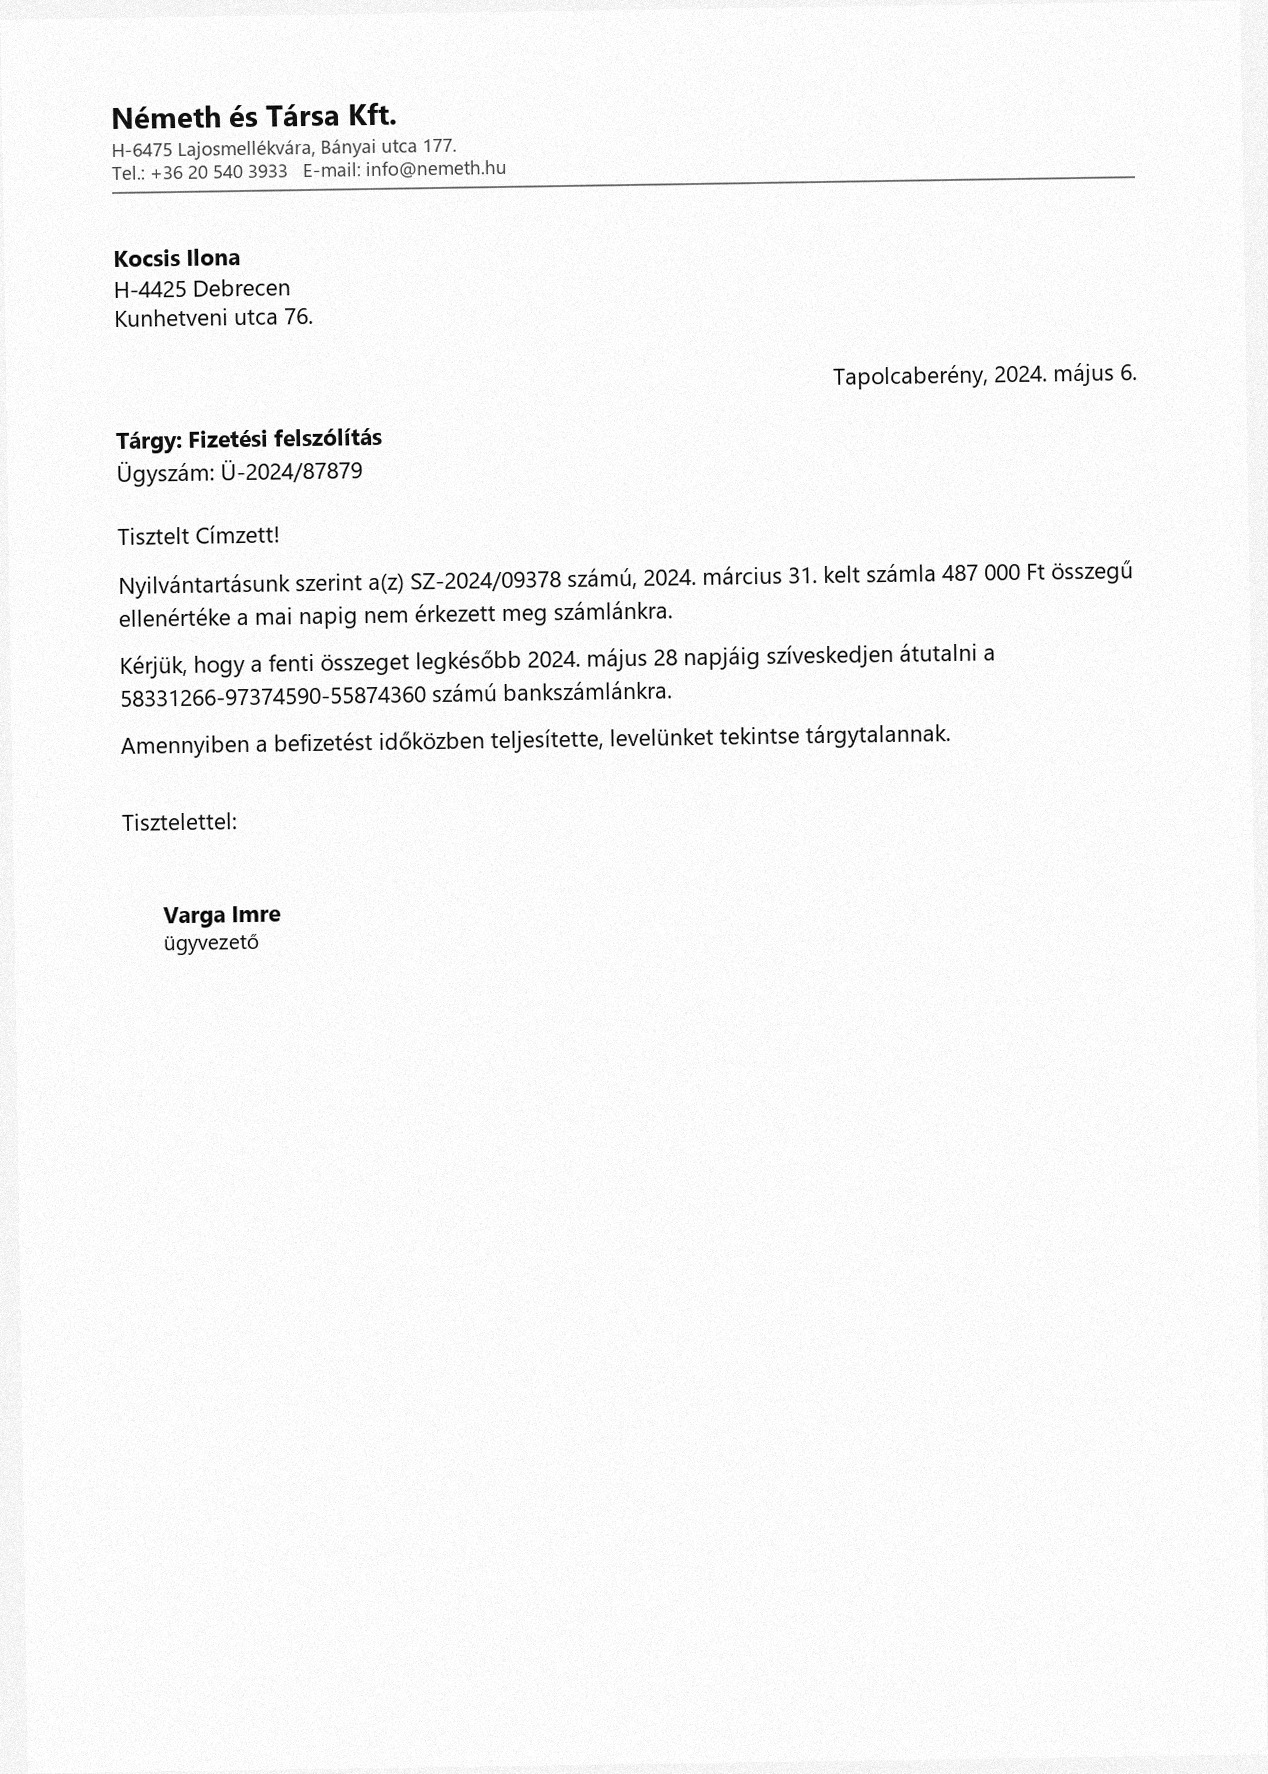 Németh és Társa Kft.
H-6475 Lajosmellékvára, Bányai utca 177.
Tel.: +36 20 540 3933   E-mail: info@nemeth.hu
Kocsis Ilona
H-4425 Debrecen
Kunhetveni utca 76.
Tapolcaberény, 2024. május 6.
Tárgy: Fizetési felszólítás
Ügyszám: Ü-2024/87879
Tisztelt Címzett!
Nyilvántartásunk szerint a(z) SZ-2024/09378 számú, 2024. március 31. kelt számla 487 000 Ft összegű
ellenértéke a mai napig nem érkezett meg számlánkra.
Kérjük, hogy a fenti összeget legkésőbb 2024. május 28 napjáig szíveskedjen átutalni a
58331266-97374590-55874360 számú bankszámlánkra.
Amennyiben a befizetést időközben teljesítette, levelünket tekintse tárgytalannak.
Tisztelettel:
Varga Imre
ügyvezető